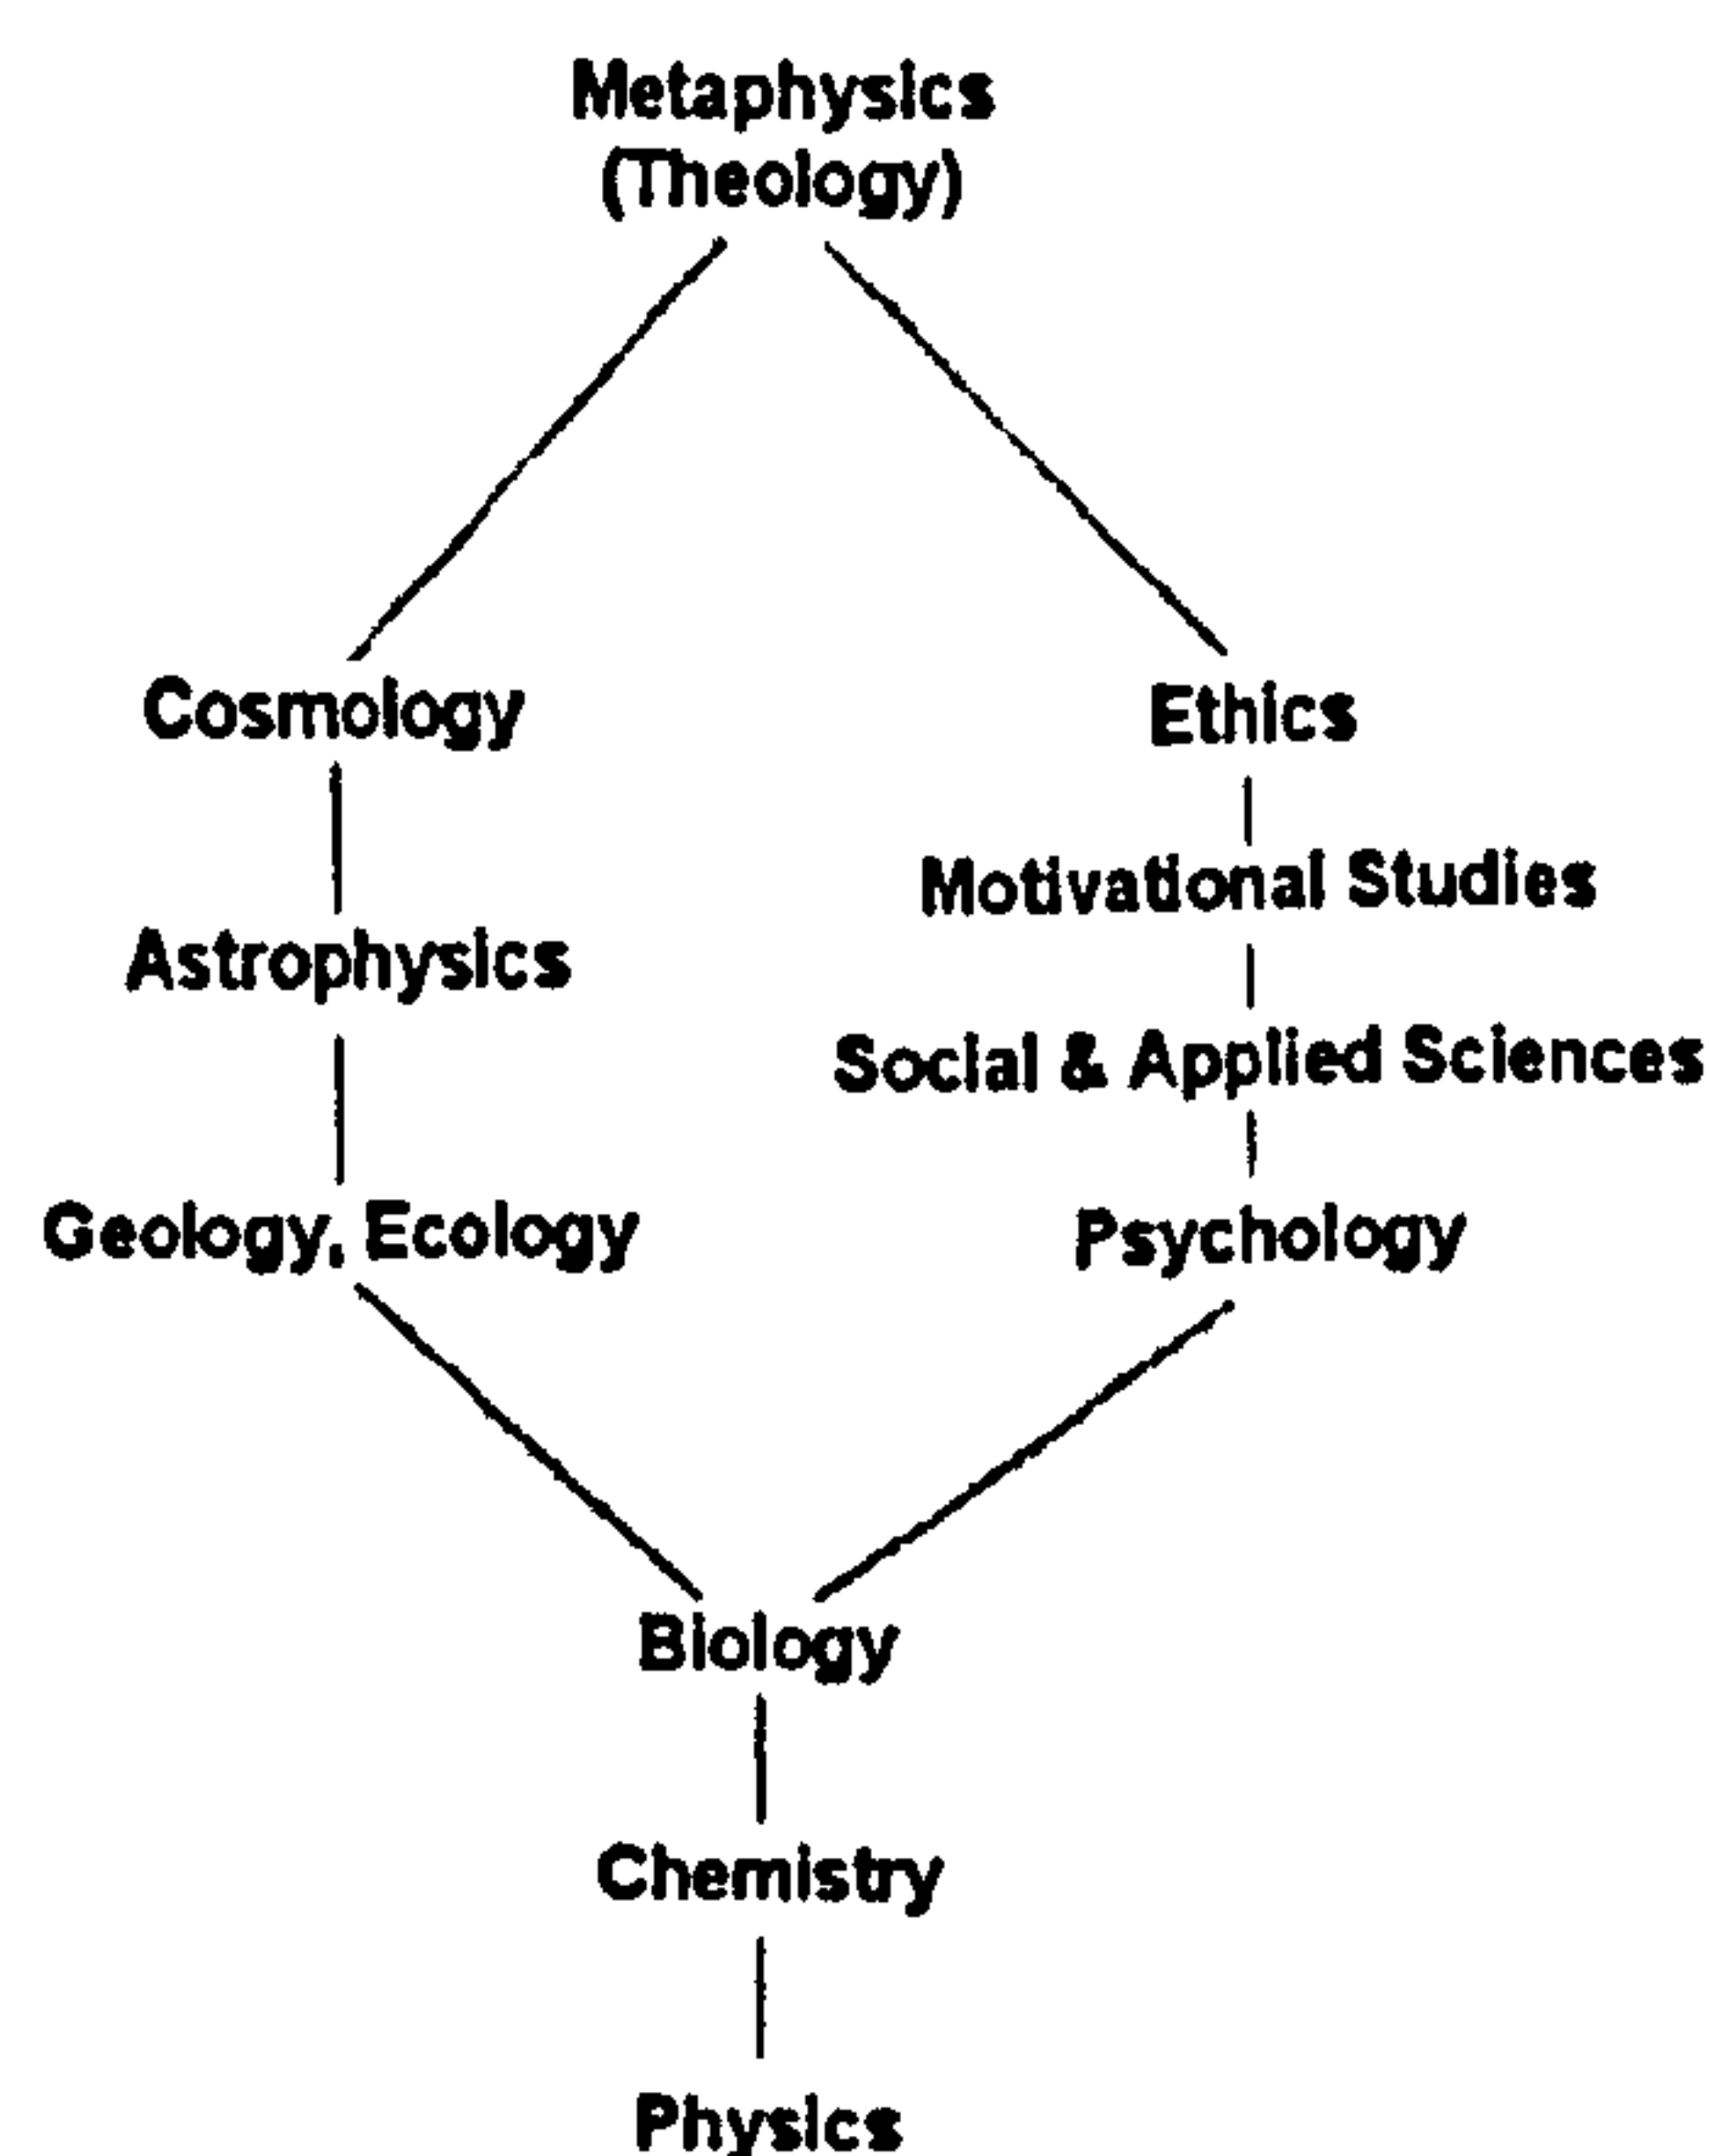 Metaphysics
(Theology)
Cosmology
Ethics
Motivational Studies
Astrophysics
Social & Applied Sciences
Geology, Ecology
Psychology
Biology
Chemistry
Physics